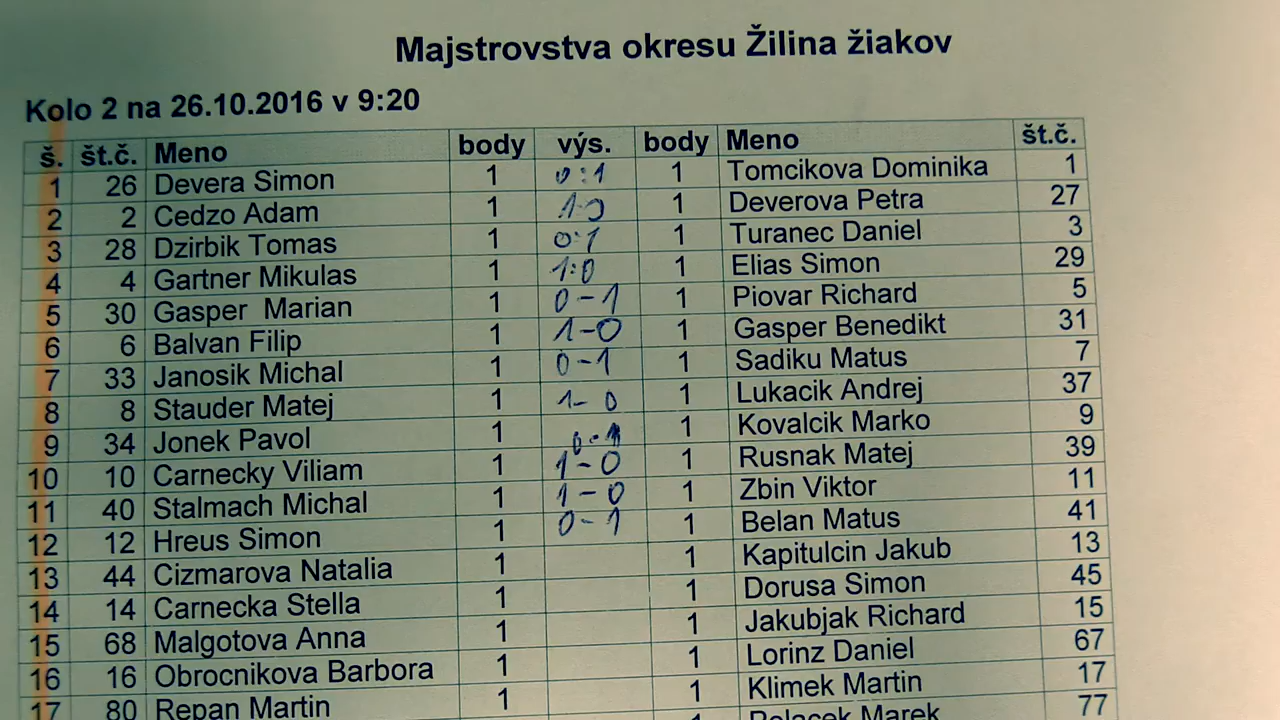 Majstrovstva okresu Žilina žiakov
Kolo 2 na 26.10.2016 v 9:20
š. št.č. Meno body výs. body Meno št.č.
1 26 Devera Simon 1 0:1 1 Tomcikova Dominika 1
2 2 Cedzo Adam 1 1-0 1 Deverova Petra 27
3 28 Dzirbik Tomas 1 0:1 1 Turanec Daniel 3
4 4 Gartner Mikulas 1 1:0 1 Elias Simon 29
5 30 Gasper Marian 1 0-1 1 Piovar Richard 5
6 6 Balvan Filip 1 1-0 1 Gasper Benedikt 31
7 33 Janosik Michal 1 0-1 1 Sadiku Matus 7
8 8 Stauder Matej 1 1-0 1 Lukacik Andrej 37
9 34 Jonek Pavol 1 0-1 1 Kovalcik Marko 9
10 10 Carnecky Viliam 1 1-0 1 Rusnak Matej 39
11 40 Stalmach Michal 1 1-0 1 Zbin Viktor 11
12 12 Hreus Simon 1 0-1 1 Belan Matus 41
13 44 Cizmarova Natalia 1 1 Kapitulcin Jakub 13
14 14 Carnecka Stella 1 1 Dorusa Simon 45
15 68 Malgotova Anna 1 1 Jakubjak Richard 15
16 16 Obrocnikova Barbora 1 1 Lorinz Daniel 67
17 80 Repan Martin 1 1 Klimek Martin 17
Polacek Marek 77